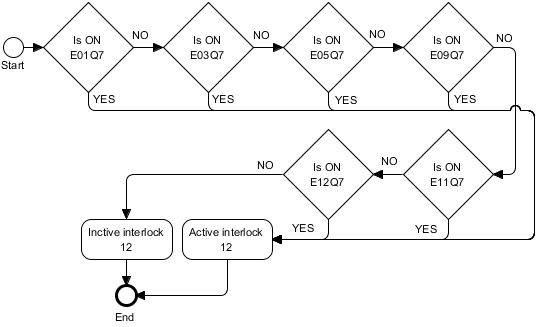 Start
Is ON
E01Q7
NO
YES
Is ON
E03Q7
NO
YES
Is ON
E05Q7
NO
YES
Is ON
E09Q7
NO
YES
Is ON
E11Q7
NO
YES
Is ON
E12Q7
NO
YES
Inctive interlock
12
Active interlock
12
End